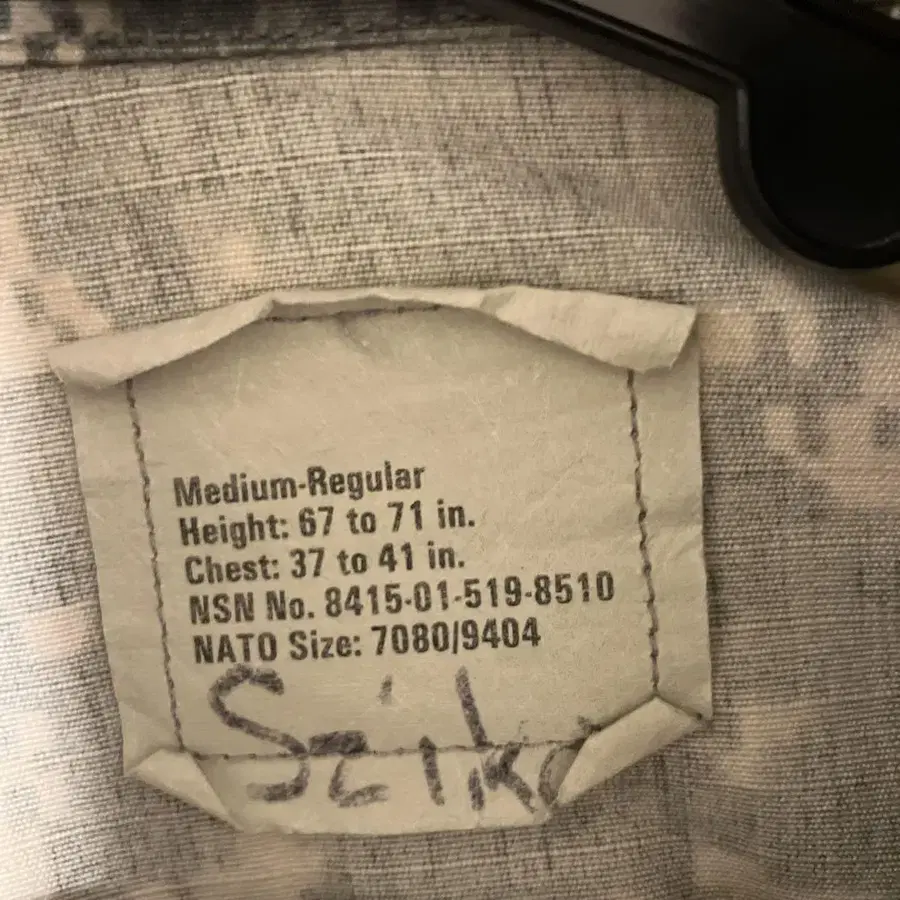 Medium-Regular
Height: 67 to 71 in.
Chest: 37 to 41 in.
NSN No. 8415-01-519-8510
NATO Size: 7080/9404